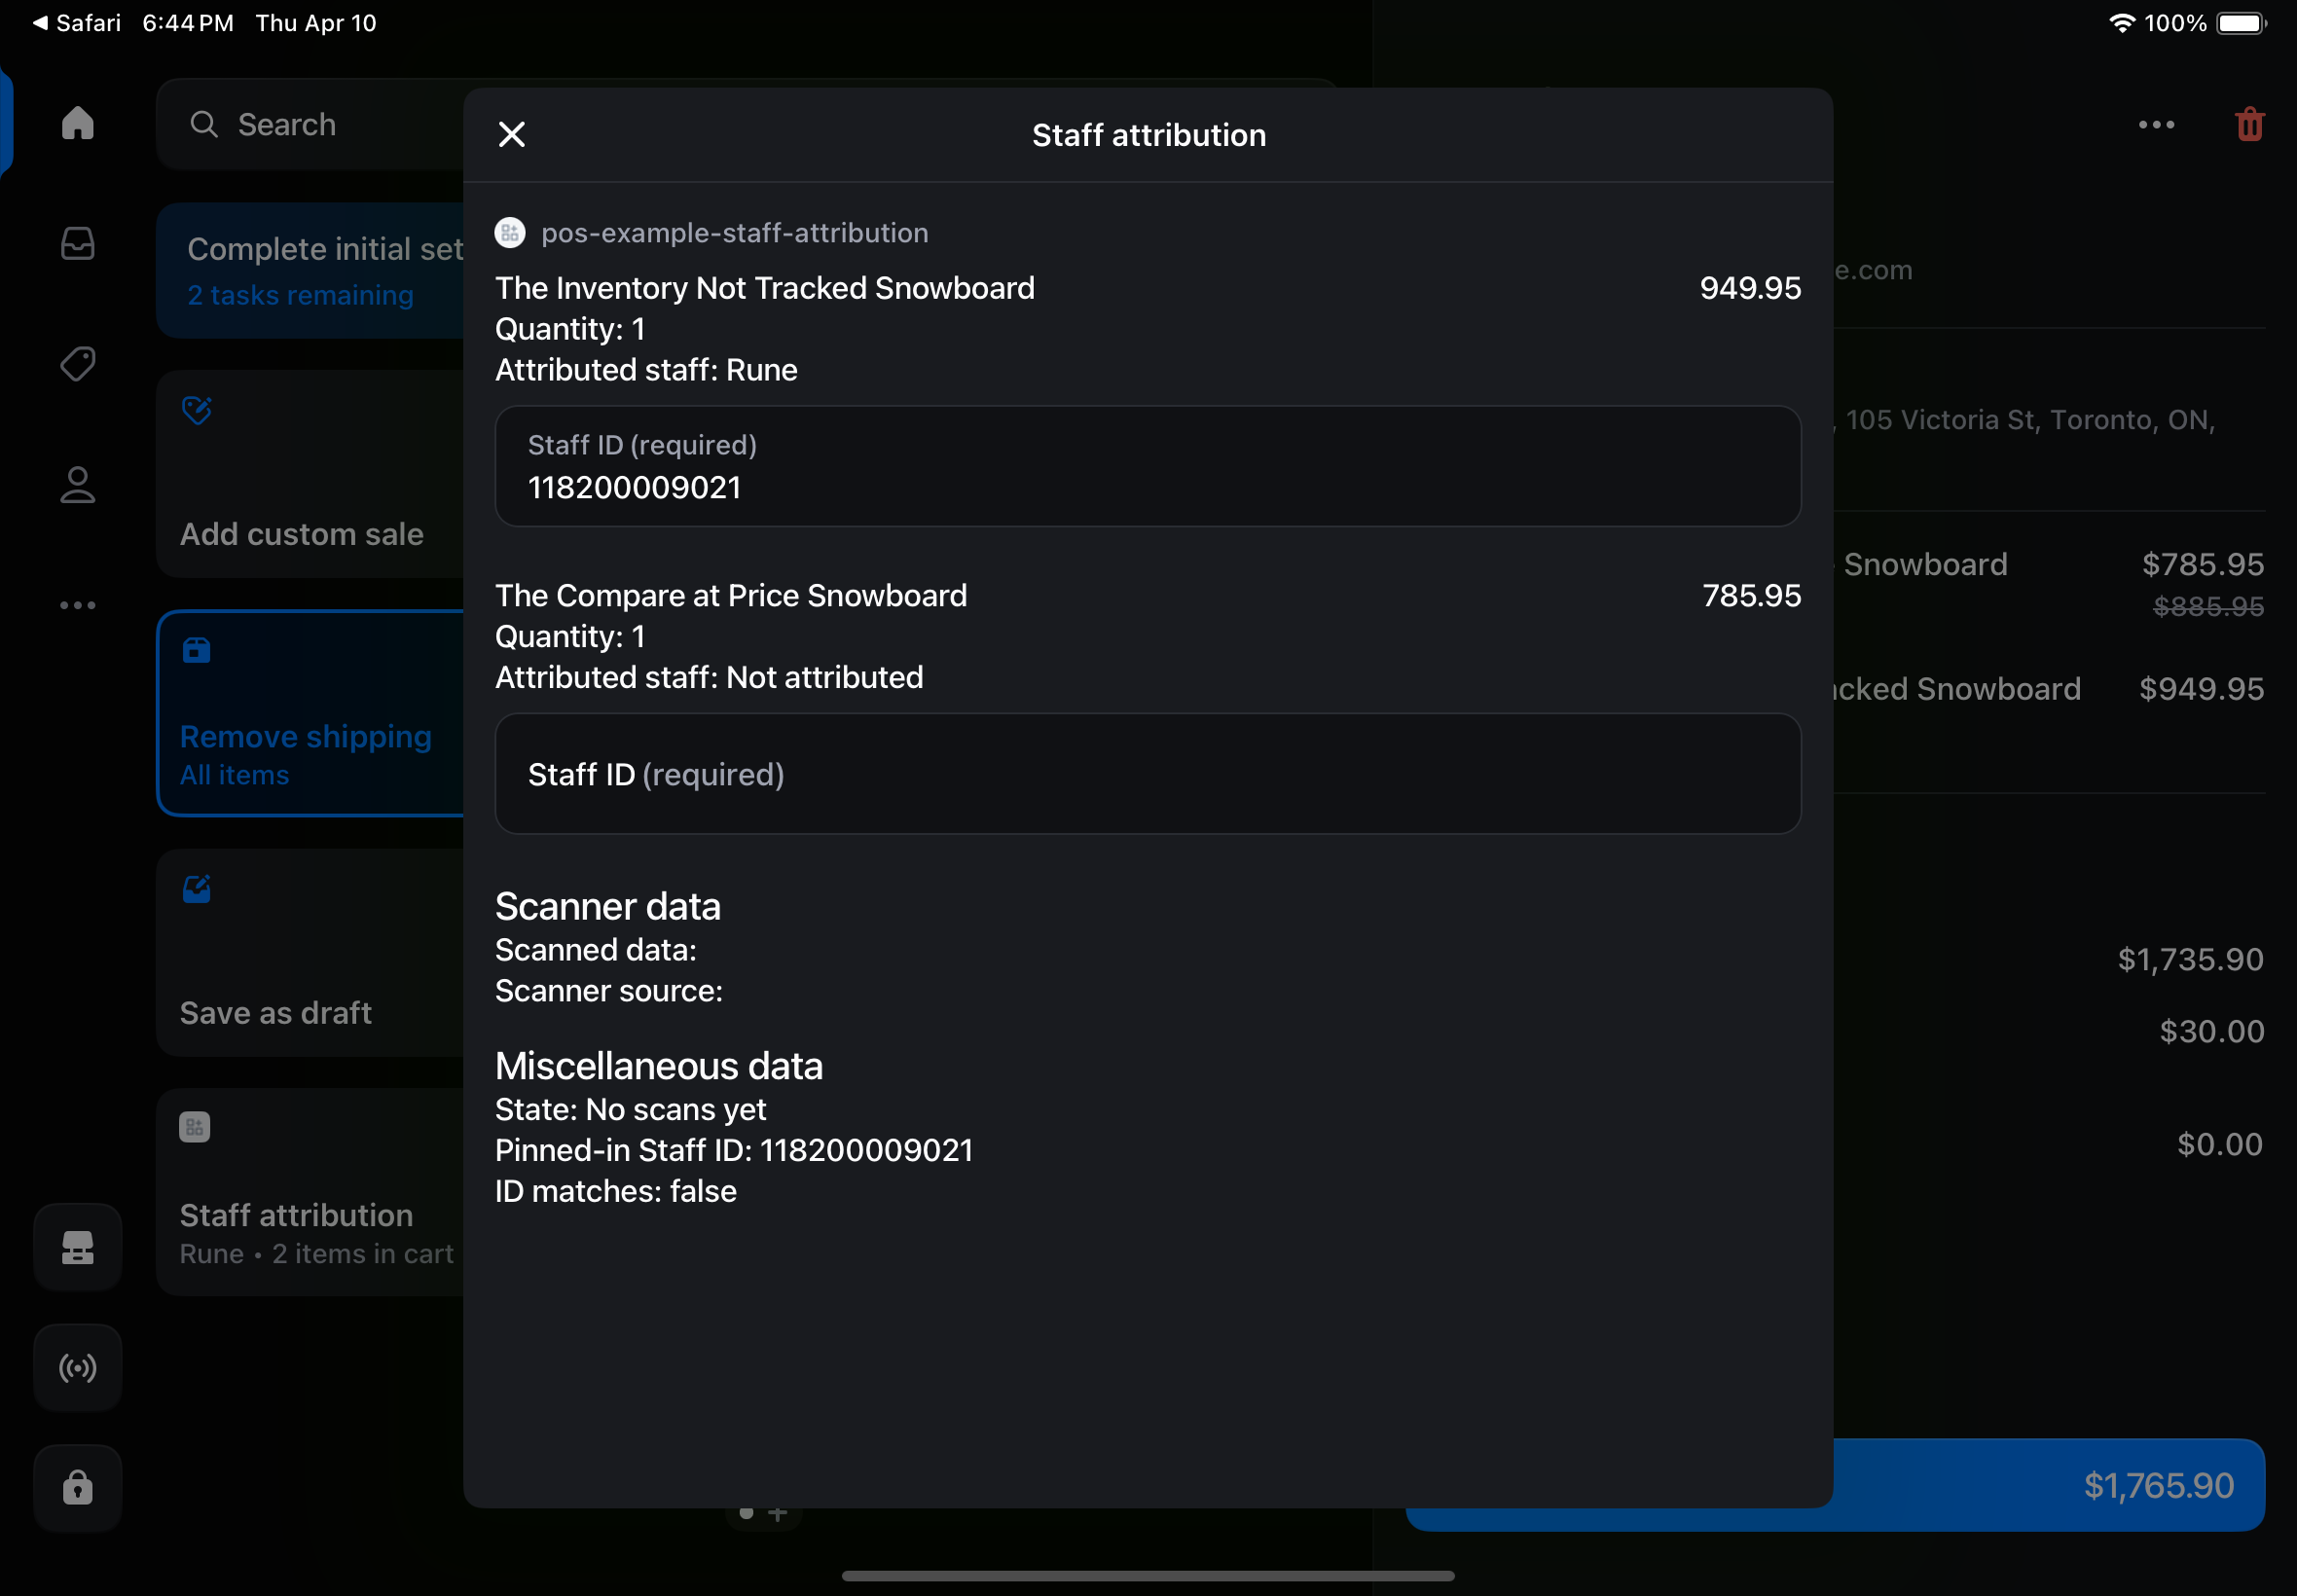 Safari 6:44 PM Thu Apr 10
100%
Search
Complete initial set
2 tasks remaining
Add custom sale
Remove shipping
All items
Save as draft
Staff attribution
Rune • 2 items in cart
Staff attribution
pos-example-staff-attribution
The Inventory Not Tracked Snowboard 949.95
Quantity: 1
Attributed staff: Rune
Staff ID (required)
118200009021
The Compare at Price Snowboard 785.95
Quantity: 1
Attributed staff: Not attributed
Staff ID (required)
Scanner data
Scanned data:
Scanner source:
Miscellaneous data
State: No scans yet
Pinned-in Staff ID: 118200009021
ID matches: false
e.com
, 105 Victoria St, Toronto, ON,
Snowboard $785.95
$885.95
cked Snowboard $949.95
$1,735.90
$30.00
$0.00
$1,765.90